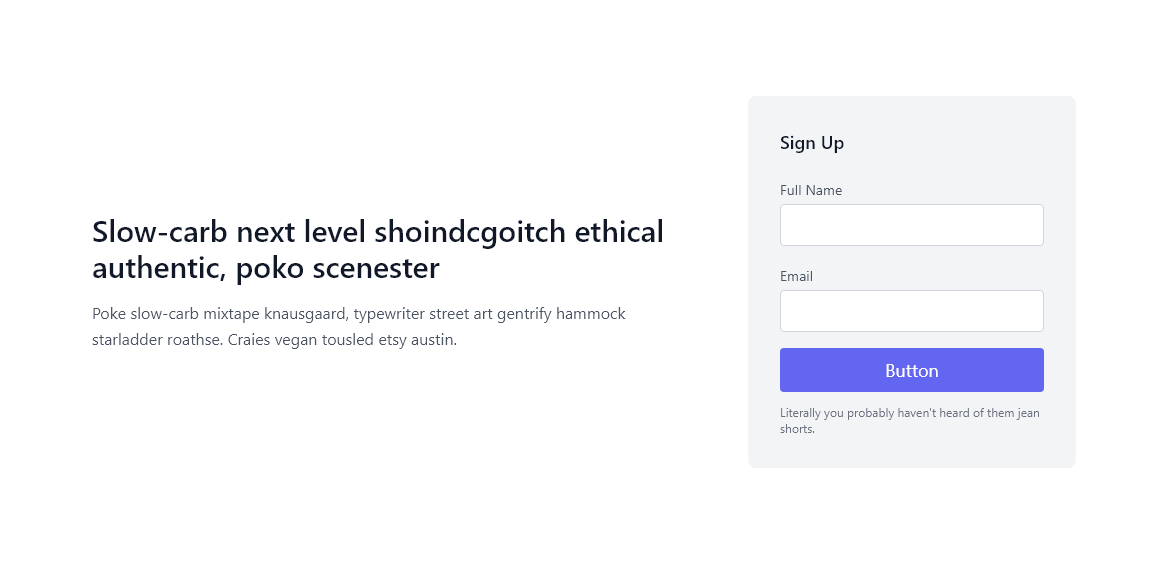 Slow-carb next level shoindcgoitch ethical
authentic, poko scenester
Poke slow-carb mixtape knausgaard, typewriter street art gentrify hammock
starladder roathse. Craies vegan tousled etsy austin.
Sign Up
Full Name
Email
Button
Literally you probably haven't heard of them jean
shorts.